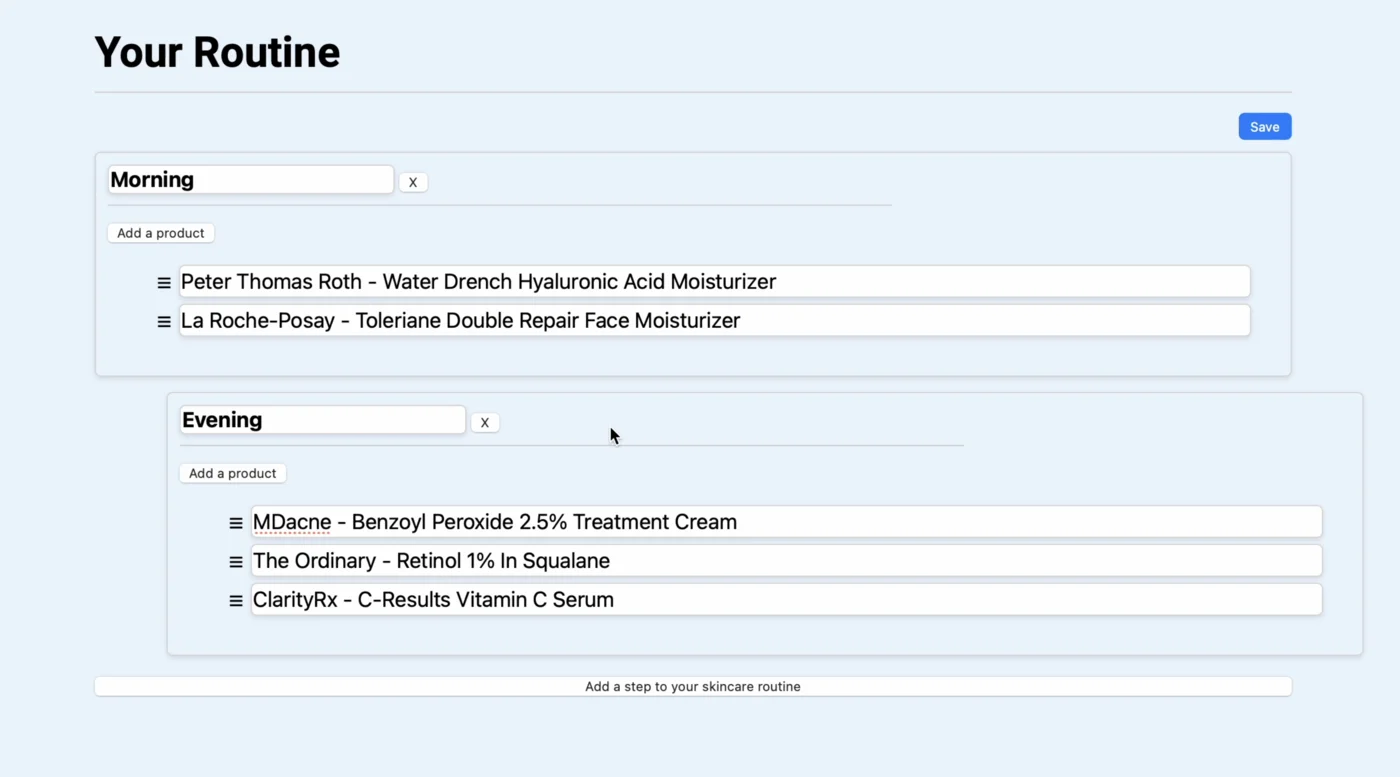 Your Routine
Save
Morning X
Add a product
Peter Thomas Roth - Water Drench Hyaluronic Acid Moisturizer
La Roche-Posay - Toleriane Double Repair Face Moisturizer
Evening X
Add a product
MDacne - Benzoyl Peroxide 2.5% Treatment Cream
The Ordinary - Retinol 1% In Squalane
ClarityRx - C-Results Vitamin C Serum
Add a step to your skincare routine